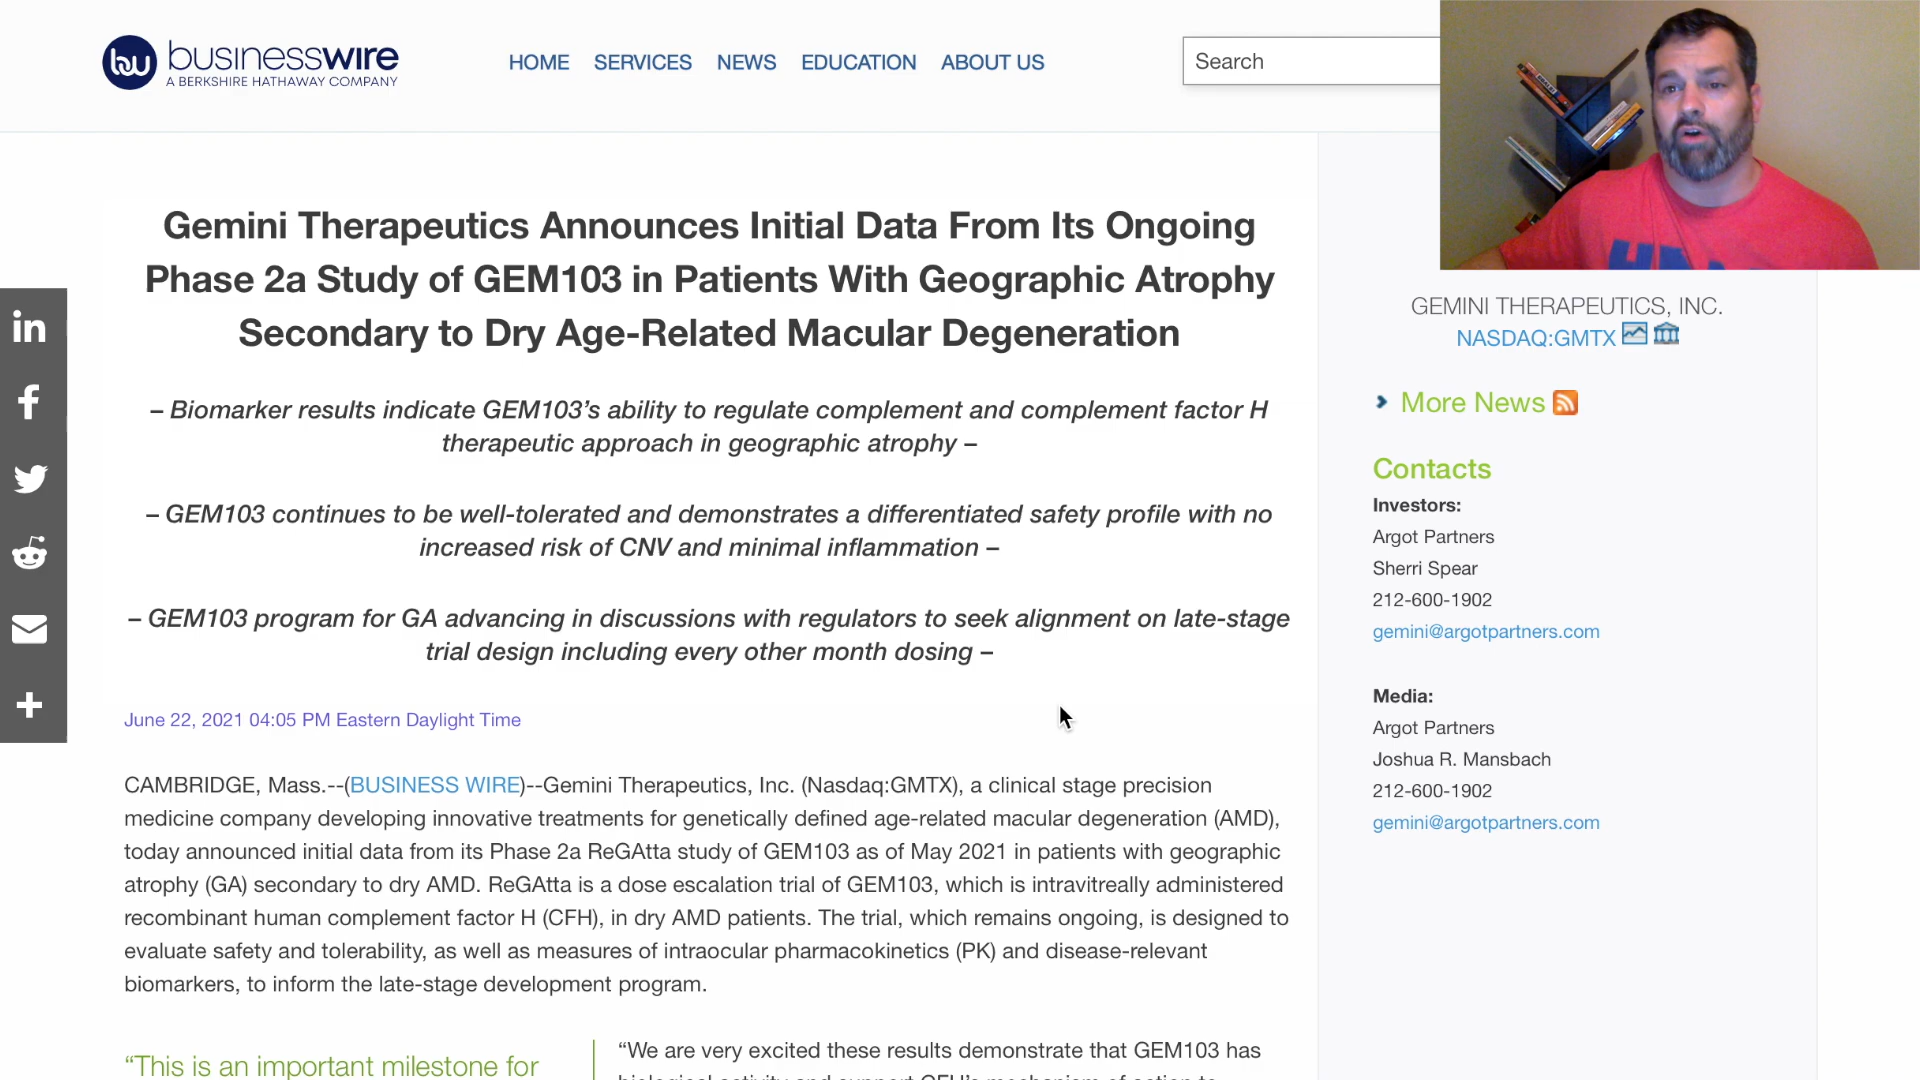 businesswire
A BERKSHIRE HATHAWAY COMPANY
HOME SERVICES NEWS EDUCATION ABOUT US
Search
Gemini Therapeutics Announces Initial Data From Its Ongoing
Phase 2a Study of GEM103 in Patients With Geographic Atrophy
Secondary to Dry Age-Related Macular Degeneration
– Biomarker results indicate GEM103’s ability to regulate complement and complement factor H
therapeutic approach in geographic atrophy –
– GEM103 continues to be well-tolerated and demonstrates a differentiated safety profile with no
increased risk of CNV and minimal inflammation –
– GEM103 program for GA advancing in discussions with regulators to seek alignment on late-stage
trial design including every other month dosing –
June 22, 2021 04:05 PM Eastern Daylight Time
CAMBRIDGE, Mass.--(BUSINESS WIRE)--Gemini Therapeutics, Inc. (Nasdaq:GMTX), a clinical stage precision
medicine company developing innovative treatments for genetically defined age-related macular degeneration (AMD),
today announced initial data from its Phase 2a ReGAtta study of GEM103 as of May 2021 in patients with geographic
atrophy (GA) secondary to dry AMD. ReGAtta is a dose escalation trial of GEM103, which is intravitreally administered
recombinant human complement factor H (CFH), in dry AMD patients. The trial, which remains ongoing, is designed to
evaluate safety and tolerability, as well as measures of intraocular pharmacokinetics (PK) and disease-relevant
biomarkers, to inform the late-stage development program.
“This is an important milestone for
“We are very excited these results demonstrate that GEM103 has
GEMINI THERAPEUTICS, INC.
NASDAQ:GMTX
More News
Contacts
Investors:
Argot Partners
Sherri Spear
212-600-1902
gemini@argotpartners.com
Media:
Argot Partners
Joshua R. Mansbach
212-600-1902
gemini@argotpartners.com